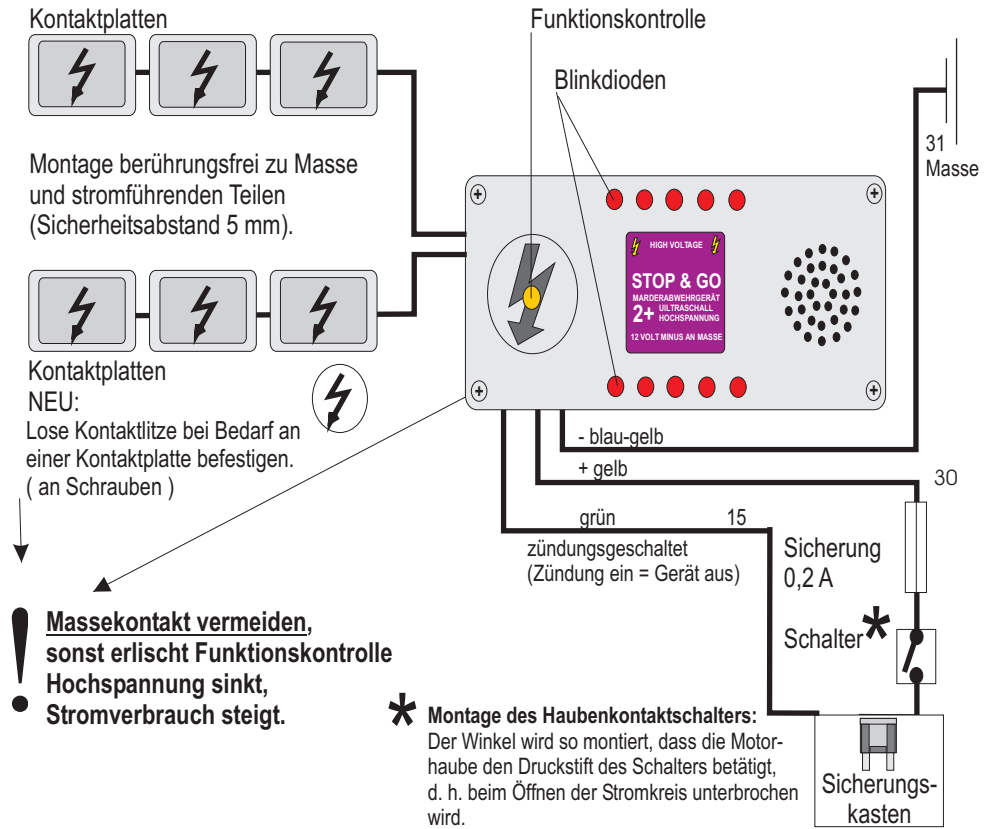 Kontaktplatten
Funktionskontrolle
Blinkdioden
31
Masse
Montage berührungsfrei zu Masse
und stromführenden Teilen
(Sicherheitsabstand 5 mm).
HIGH VOLTAGE
STOP & GO
MARDERABWEHRGERÄT
2+ UILTRASCHALL
HOCHSPANNUNG
12 VOLT MINUS AN MASSE
Kontaktplatten
NEU:
Lose Kontaktlitze bei Bedarf an
einer Kontaktplatte befestigen.
( an Schrauben )
- blau-gelb
+ gelb
30
grün 15
zündungsgeschaltet
(Zündung ein = Gerät aus)
Sicherung
0,2 A
Schalter*
! Massekontakt vermeiden,
sonst erlischt Funktionskontrolle
Hochspannung sinkt,
Stromverbrauch steigt.
* Montage des Haubenkontaktschalters:
Der Winkel wird so montiert, dass die Motor-
haube den Druckstift des Schalters betätigt,
d. h. beim Öffnen der Stromkreis unterbrochen
wird.
Sicherungs-
kasten